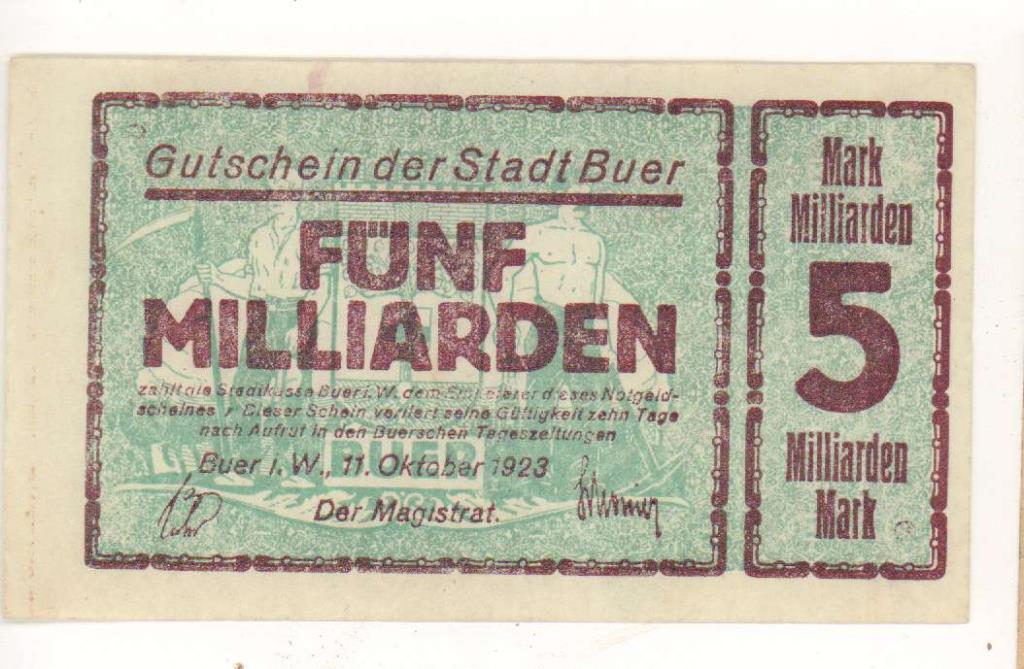 Gutschein der Stadt Buer
FÜNF
MILLIARDEN
zahlt die Stadtkasse Buer i. W. dem Einlieferer dieses Notgeld-
scheines / Dieser Schein verliert seine Gültigkeit zehn Tage
nach Aufruf in den Buerschen Tageszeitungen
BUER
Buer i. W., 11. Oktober 1923
Der Magistrat.
Mark
Milliarden
5
Milliarden
Mark